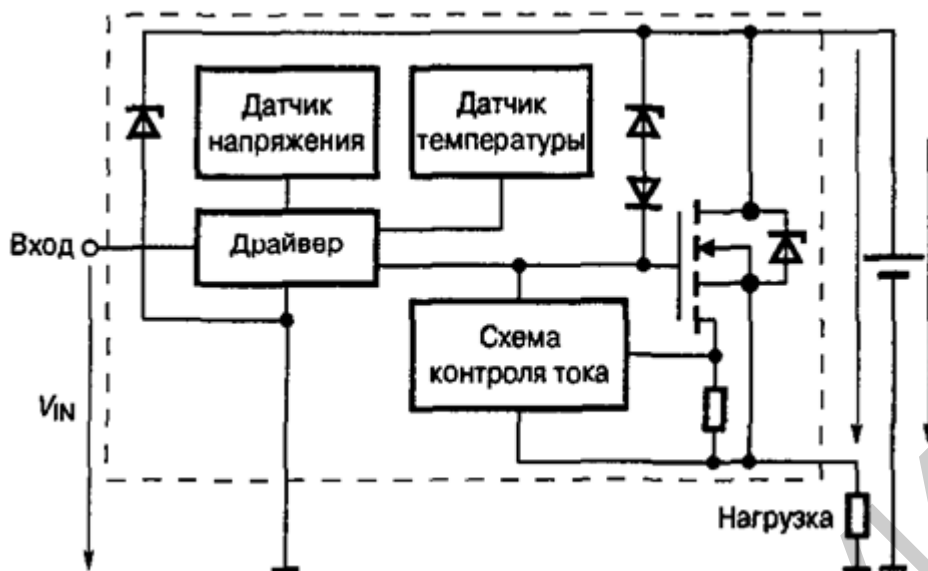 Датчик
напряжения
Датчик
температуры
Вход
Драйвер
Схема
контроля тока
VIN
Нагрузка